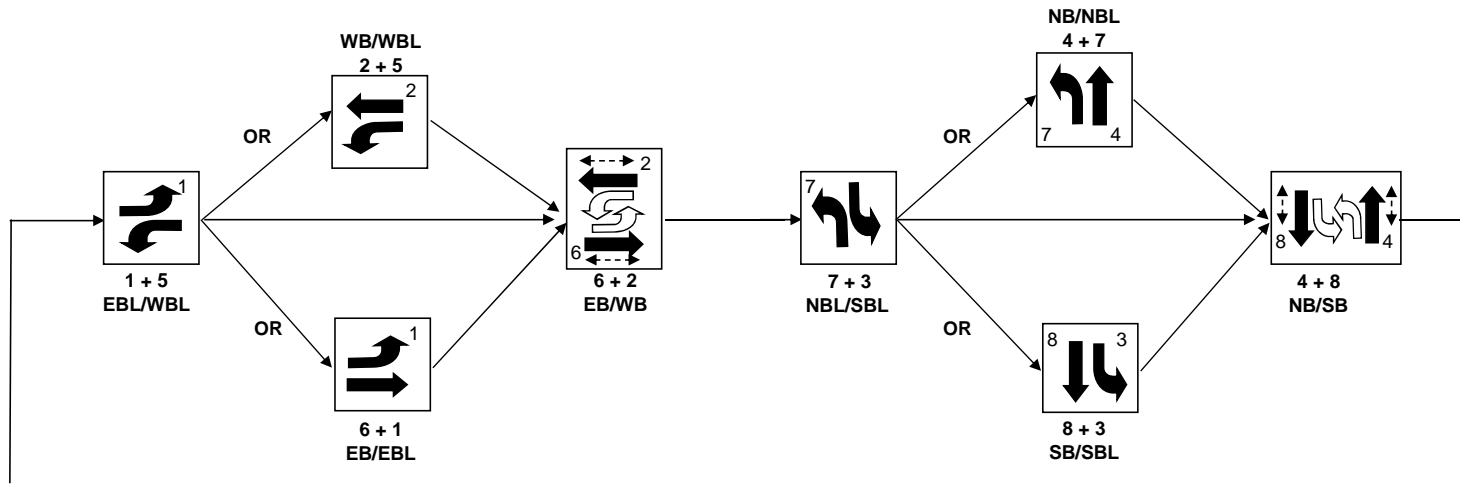 WB/WBL
2 + 5
2
OR
1
1 + 5
EBL/WBL
OR
1
6 + 1
EB/EBL
2
6
6 + 2
EB/WB
NB/NBL
4 + 7
7 4
OR
7
7 + 3
NBL/SBL
OR
8 3
8 + 3
SB/SBL
8 4
4 + 8
NB/SB